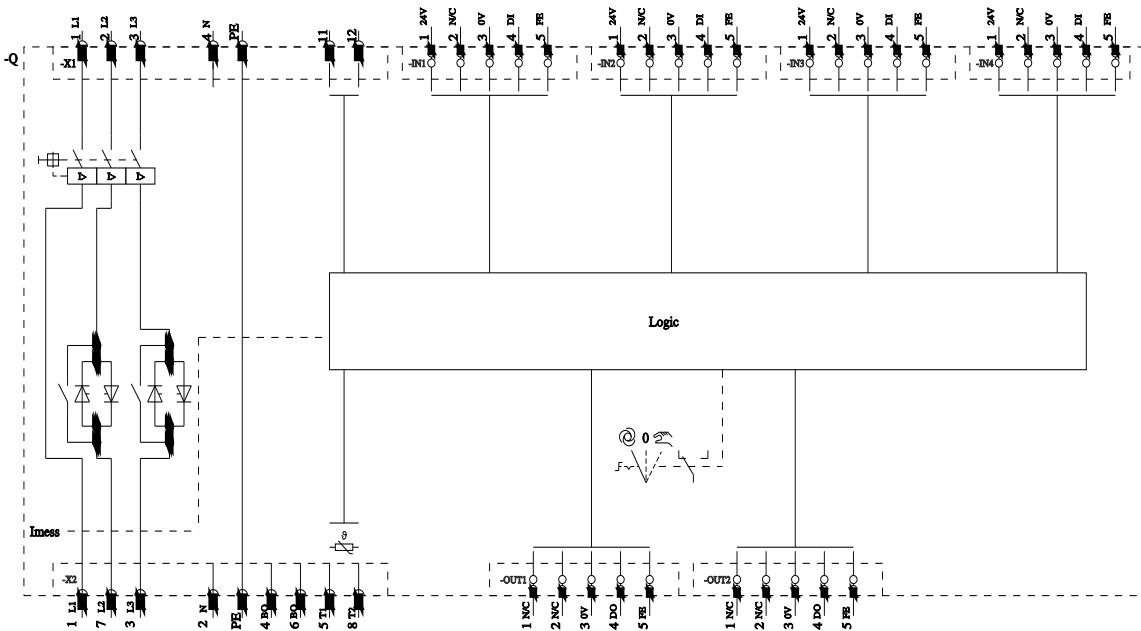 1 L1
2 L2
3 L3
4 N
PE
11
12
1 24V
2 N/C
3 0V
4 DI
5 FE
1 24V
2 N/C
3 0V
4 DI
5 FE
1 24V
2 N/C
3 0V
4 DI
5 FE
1 24V
2 N/C
3 0V
4 DI
5 FE
-Q
-X1
-IN1
-IN2
-IN3
-IN4
Logic
0
Imess
ϑ
-X2
-OUT1
-OUT2
1 L1
7 L2
3 L3
2 N
PE
4 BO
6 BO
5 T1
8 T2
1 N/C
2 N/C
3 0V
4 DO
5 FE
1 N/C
2 N/C
3 0V
4 DO
5 FE